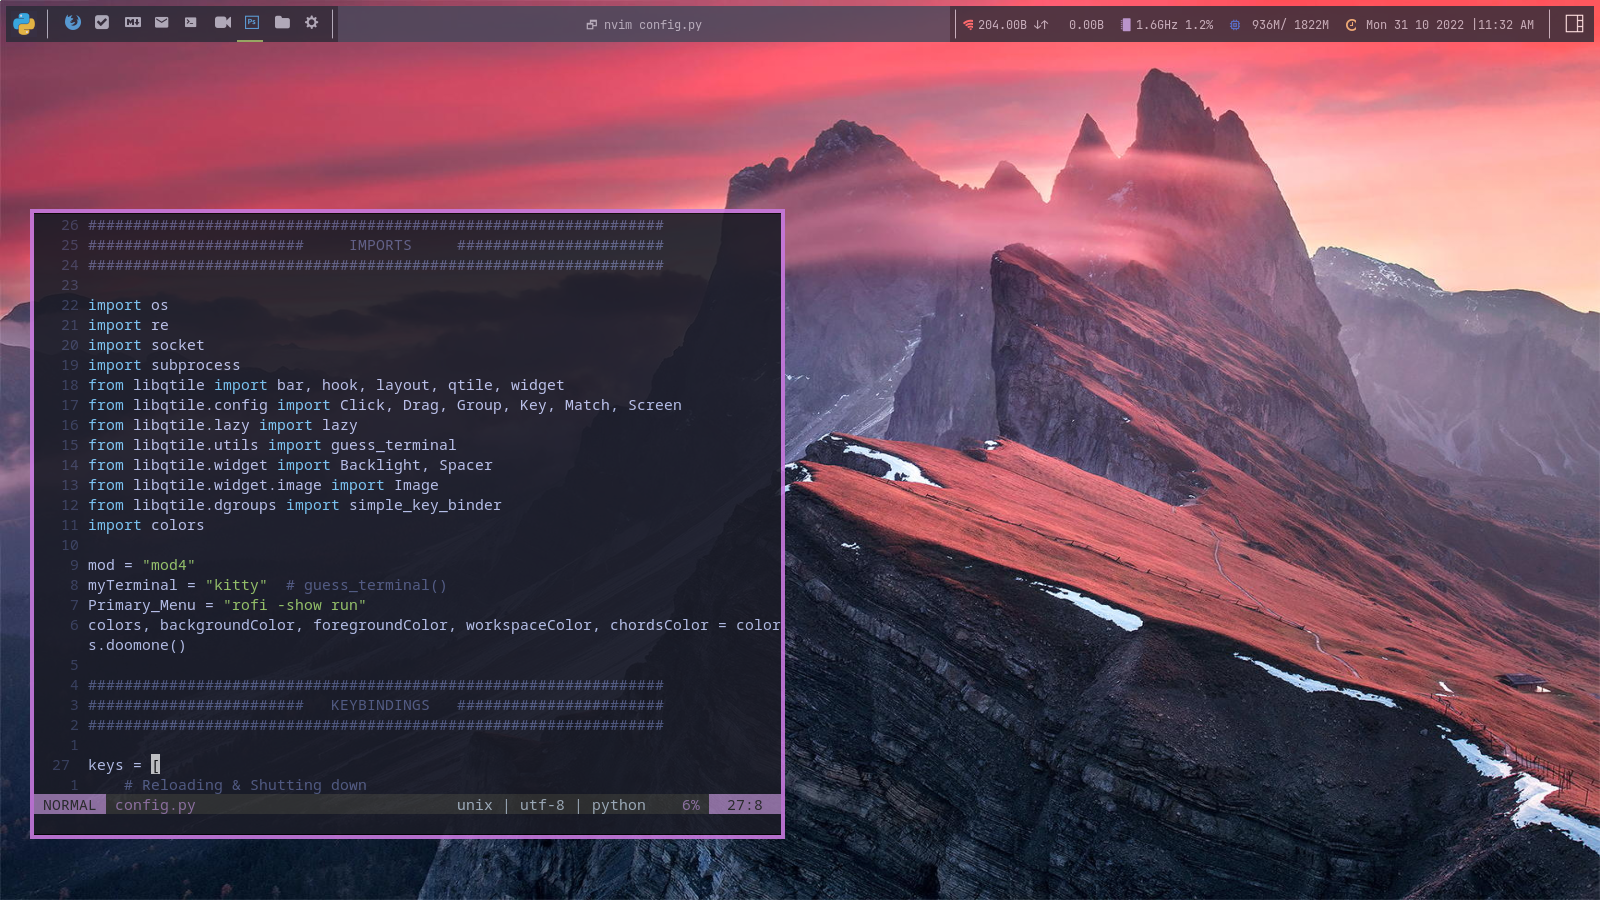 M↓
Ps
nvim config.py
204.00B ↓↑ 0.00B
1.6GHz 1.2%
936M/ 1822M
Mon 31 10 2022 |11:32 AM
26 ################################################################
25 ########################     IMPORTS     #######################
24 ################################################################
23
22 import os
21 import re
20 import socket
19 import subprocess
18 from libqtile import bar, hook, layout, qtile, widget
17 from libqtile.config import Click, Drag, Group, Key, Match, Screen
16 from libqtile.lazy import lazy
15 from libqtile.utils import guess_terminal
14 from libqtile.widget import Backlight, Spacer
13 from libqtile.widget.image import Image
12 from libqtile.dgroups import simple_key_binder
11 import colors
10
9 mod = "mod4"
8 myTerminal = "kitty"  # guess_terminal()
7 Primary_Menu = "rofi -show run"
6 colors, backgroundColor, foregroundColor, workspaceColor, chordsColor = color
s.doomone()
5
4 ################################################################
3 ########################   KEYBINDINGS   #######################
2 ################################################################
1
27 keys = [
1     # Reloading & Shutting down
NORMAL config.py unix | utf-8 | python 6% 27:8